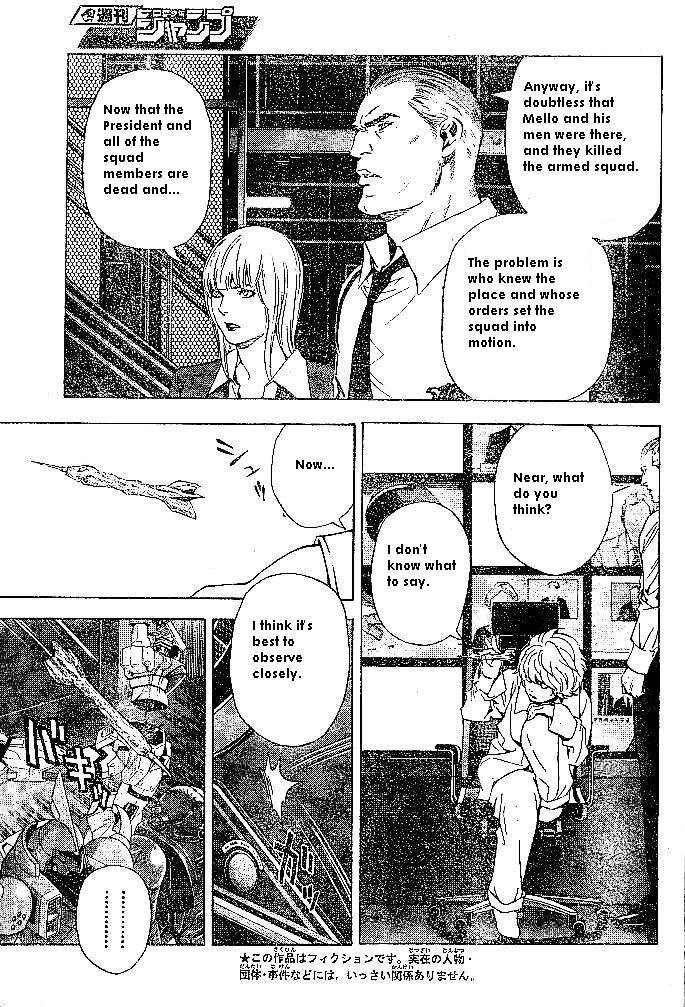 週刊
少年ジャンプ
Anyway, it's
doubtless that
Mello and his
men were there,
and they killed
the armed squad.
The problem is
who knew the
place and whose
orders set the
squad into
motion.
Now that the
President and
all of the
squad
members are
dead and...
Near, what
do you
think?
I don't
know what
to say.
Now...
I think it's
best to
observe
closely.
ガッ
バキッ
………
………
★この作品はフィクションです。実在の人物・
団体・事件などには、いっさい関係ありません。